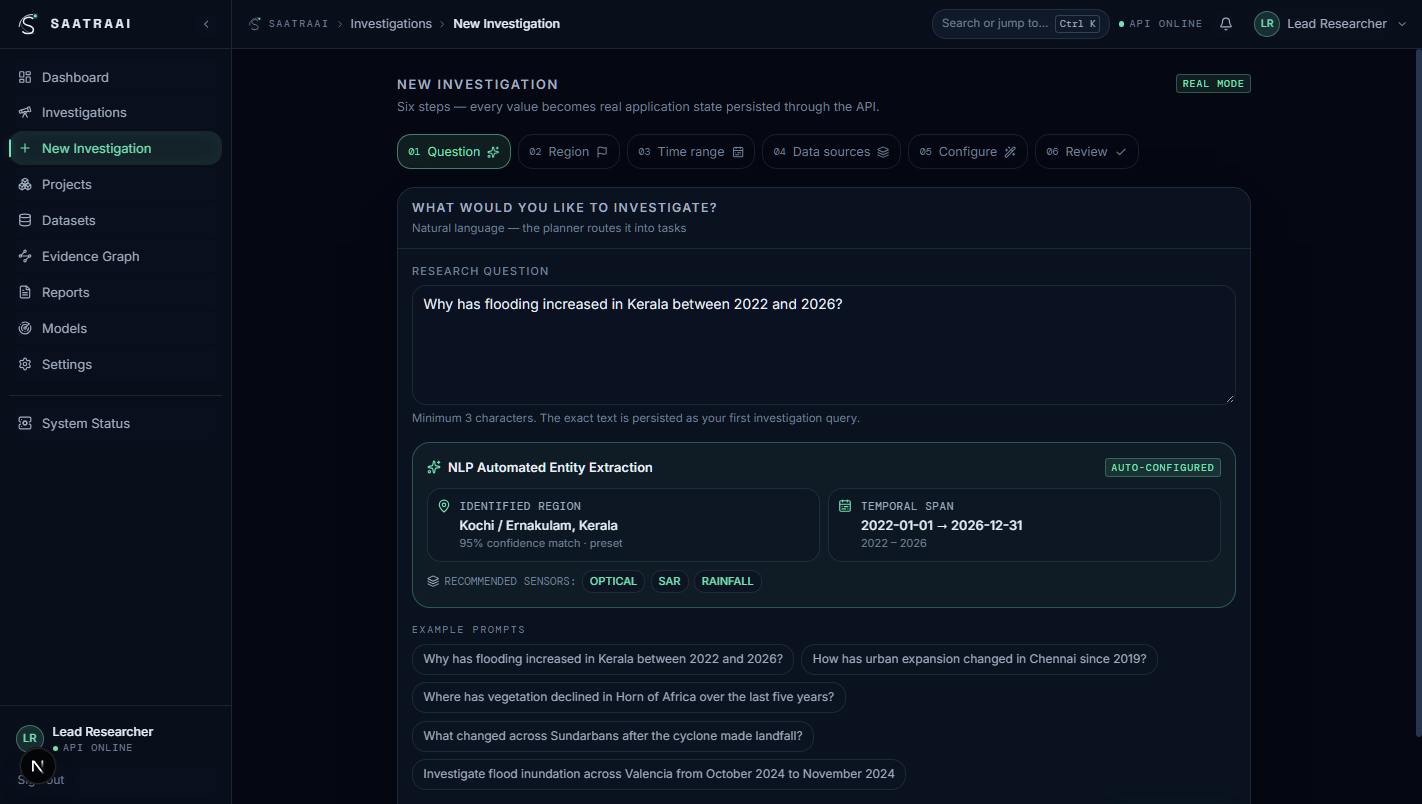 SAATRAAI
SAATRAAI > Investigations > New Investigation
Search or jump to... Ctrl K
API ONLINE
LR Lead Researcher
Dashboard
Investigations
New Investigation
Projects
Datasets
Evidence Graph
Reports
Models
Settings
System Status
LR Lead Researcher
API ONLINE
N
NEW INVESTIGATION
REAL MODE
Six steps — every value becomes real application state persisted through the API.
01 Question 02 Region 03 Time range 04 Data sources 05 Configure 06 Review
WHAT WOULD YOU LIKE TO INVESTIGATE?
Natural language — the planner routes it into tasks
RESEARCH QUESTION
Why has flooding increased in Kerala between 2022 and 2026?
Minimum 3 characters. The exact text is persisted as your first investigation query.
NLP Automated Entity Extraction
AUTO-CONFIGURED
IDENTIFIED REGION
Kochi / Ernakulam, Kerala
95% confidence match · preset
TEMPORAL SPAN
2022-01-01 → 2026-12-31
2022 – 2026
RECOMMENDED SENSORS: OPTICAL SAR RAINFALL
EXAMPLE PROMPTS
Why has flooding increased in Kerala between 2022 and 2026?
How has urban expansion changed in Chennai since 2019?
Where has vegetation declined in Horn of Africa over the last five years?
What changed across Sundarbans after the cyclone made landfall?
Investigate flood inundation across Valencia from October 2024 to November 2024